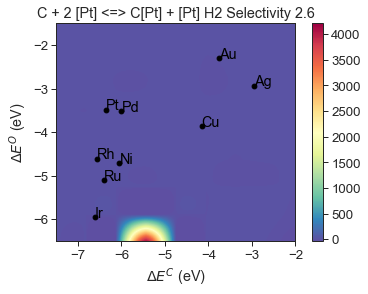 C + 2 [Pt] <=> C[Pt] + [Pt] H2 Selectivity 2.6
−2
−3
−4
−5
−6
ΔE^O (eV)
Au
Ag
Pt
Pd
Cu
Rh
Ni
Ru
Ir
−7
−6
−5
−4
−3
−2
ΔE^C (eV)
4000
3500
3000
2500
2000
1500
1000
500
0